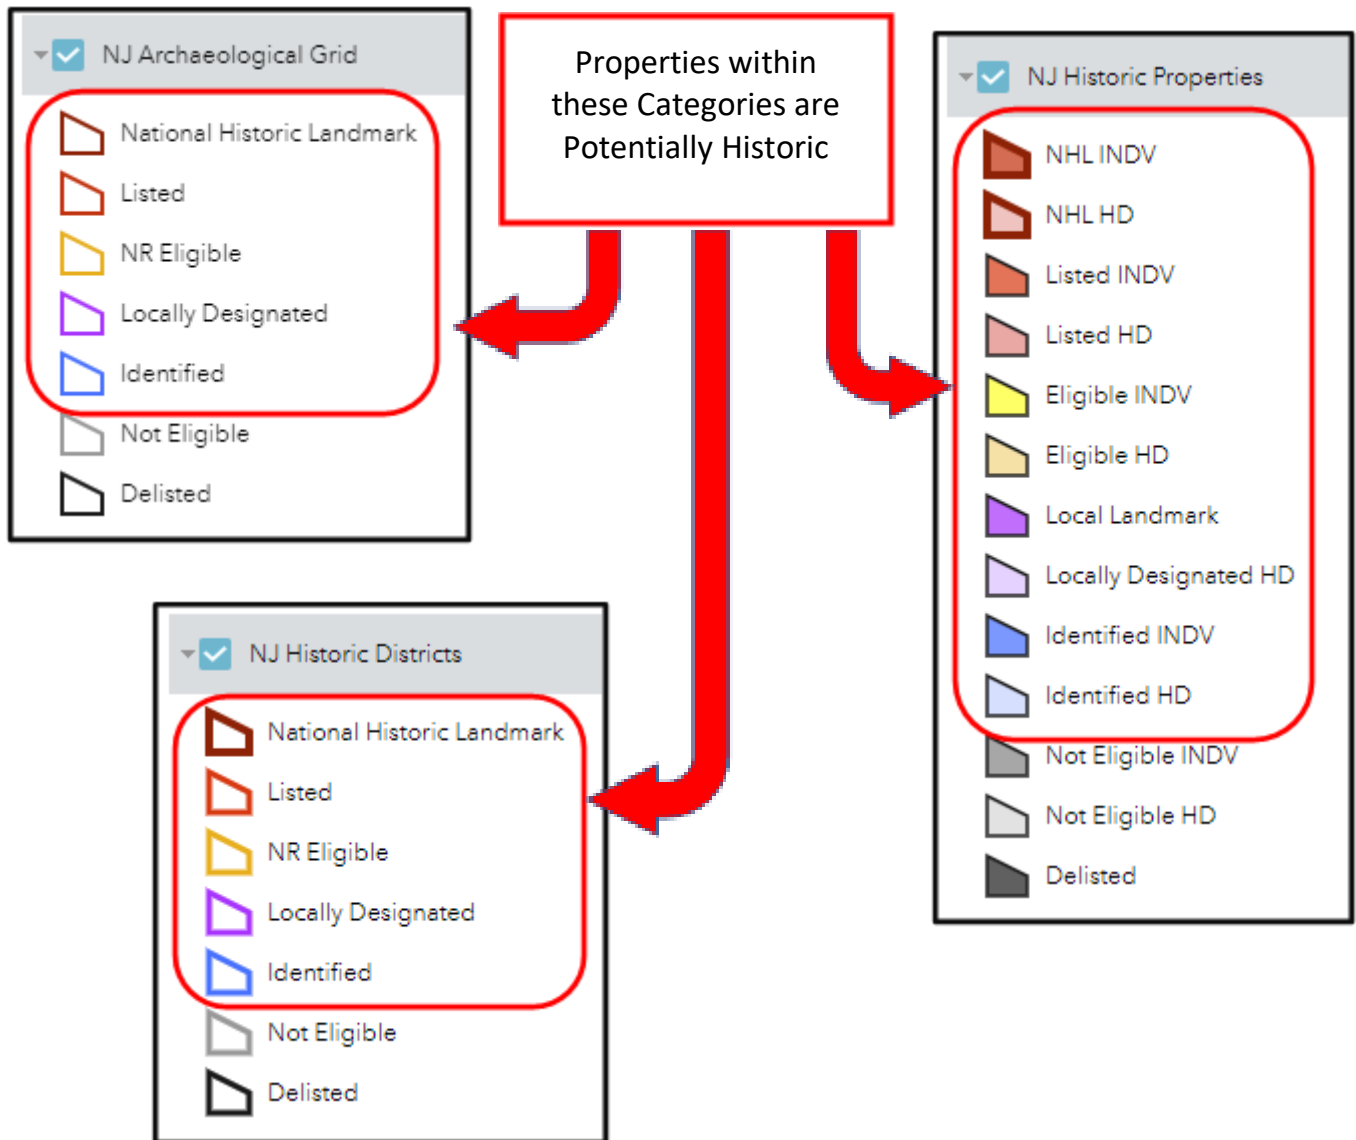 NJ Archaeological Grid
National Historic Landmark
Listed
NR Eligible
Locally Designated
Identified
Not Eligible
Delisted
Properties within
these Categories are
Potentially Historic
NJ Historic Properties
NHL INDV
NHL HD
Listed INDV
Listed HD
Eligible INDV
Eligible HD
Local Landmark
Locally Designated HD
Identified INDV
Identified HD
Not Eligible INDV
Not Eligible HD
Delisted
NJ Historic Districts
National Historic Landmark
Listed
NR Eligible
Locally Designated
Identified
Not Eligible
Delisted